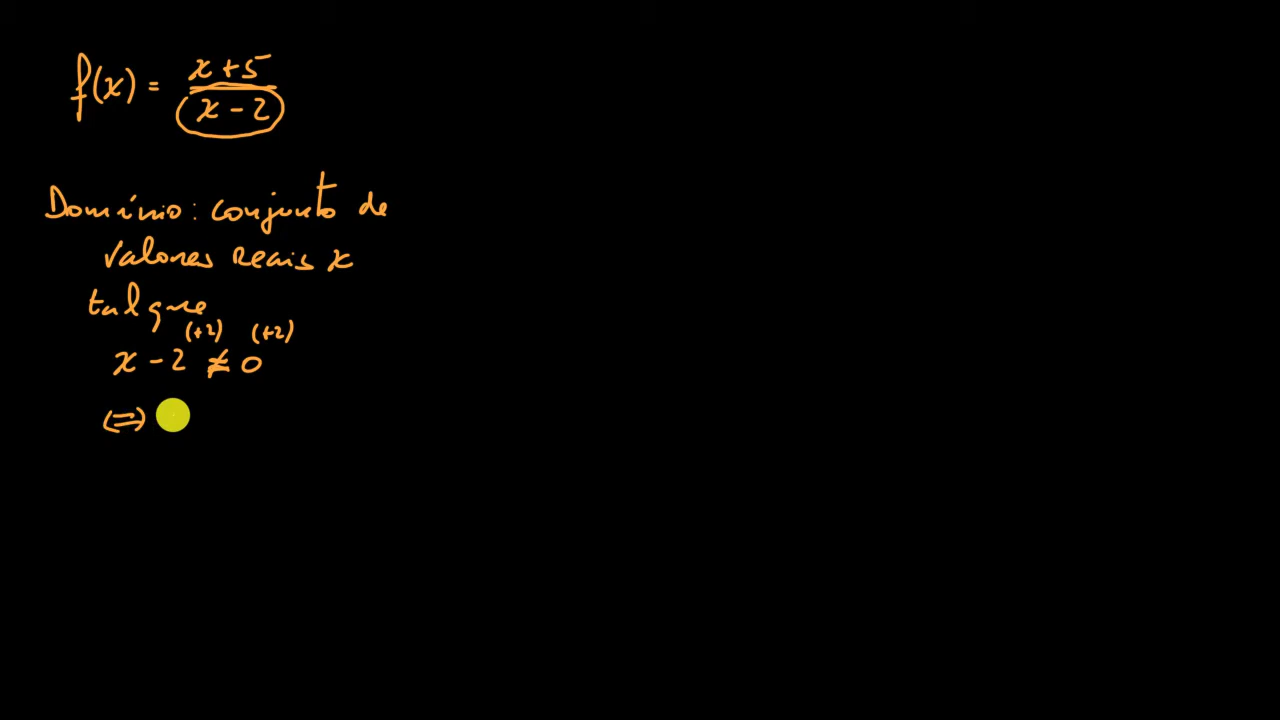 f(x) = x+5 / x-2
Domínio: conjunto de
valores reais x
tal que
(+2) (+2)
x - 2 ≠ 0
(=)